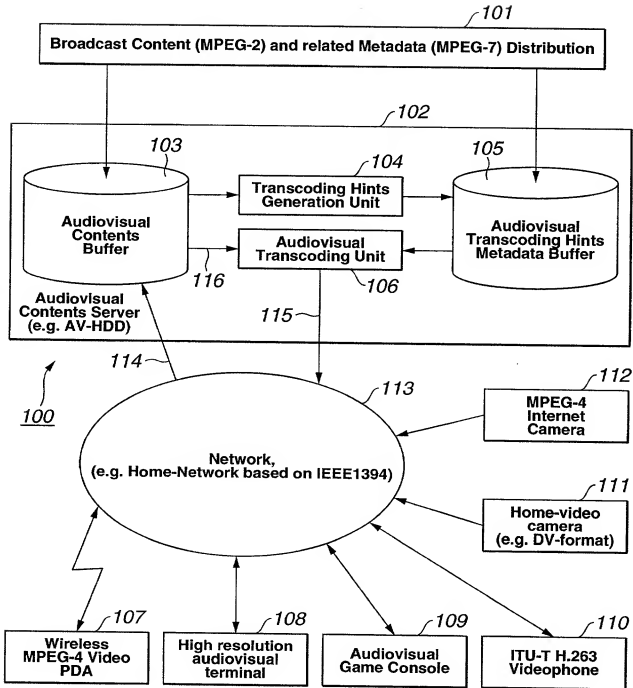 101
Broadcast Content (MPEG-2) and related Metadata (MPEG-7) Distribution
102
103
104
105
Transcoding Hints
Generation Unit
Audiovisual
Contents
Buffer
Audiovisual
Transcoding Hints
Metadata Buffer
Audiovisual
Transcoding Unit
116
106
Audiovisual
Contents Server
(e.g. AV-HDD)
115
114
100
113
112
MPEG-4
Internet
Camera
Network,
(e.g. Home-Network based on IEEE1394)
111
Home-video
camera
(e.g. DV-format)
107
Wireless
MPEG-4 Video
PDA
108
High resolution
audiovisual
terminal
109
Audiovisual
Game Console
110
ITU-T H.263
Videophone